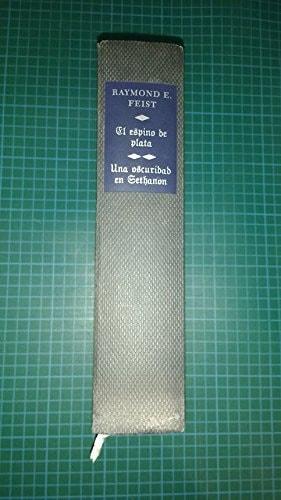 RAYMOND E.
FEIST
El espino de
plata
Una oscuridad
en Sethanon